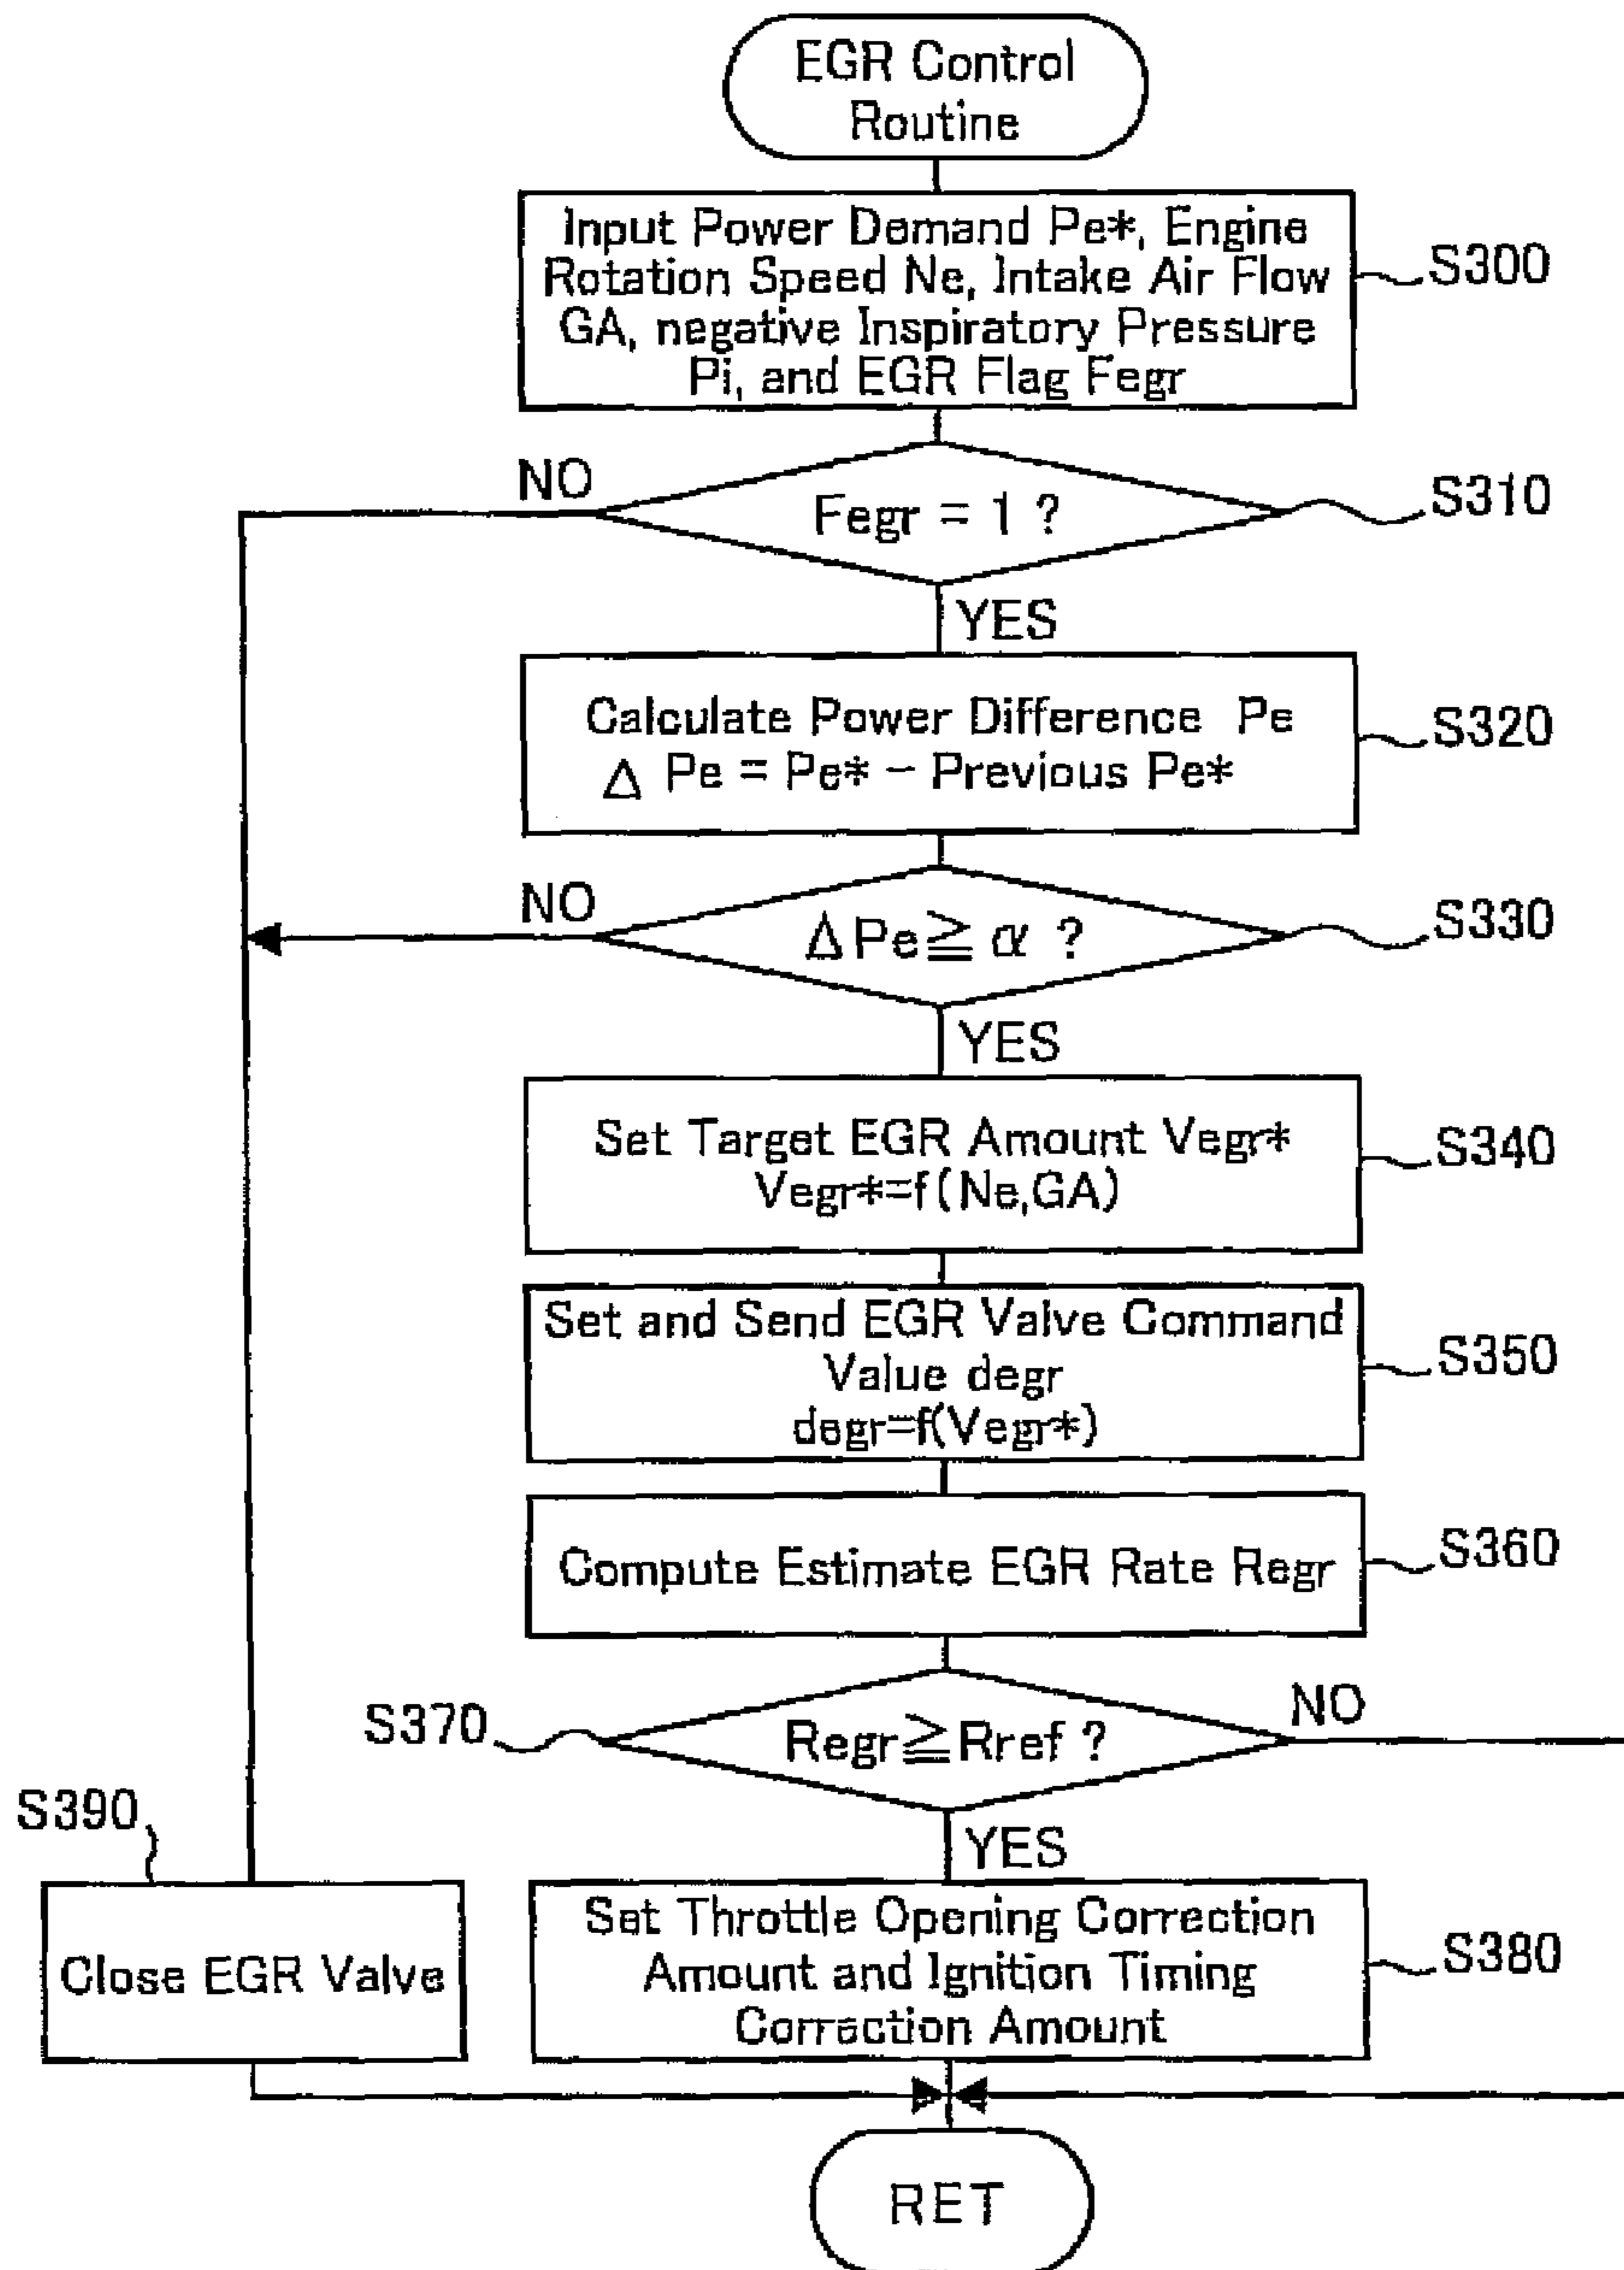 EGR Control
Routine
Input Power Demand Pe*, Engine
Rotation Speed Ne, Intake Air Flow
GA, negative Inspiratory Pressure
Pi, and EGR Flag Fegr
S300
NO
Fegr = 1 ?
S310
YES
Calculate Power Difference Pe
Δ Pe = Pe* − Previous Pe*
S320
NO
ΔPe≧ α ?
S330
YES
Set Target EGR Amount Vegr*
Vegr*=f(Ne,GA)
S340
Set and Send EGR Valve Command
Value degr
degr=f(Vegr*)
S350
Compute Estimate EGR Rate Regr
S360
S370
Regr≧Rref ?
NO
S390
YES
Close EGR Valve
Set Throttle Opening Correction
Amount and Ignition Timing
Correction Amount
S380
RET